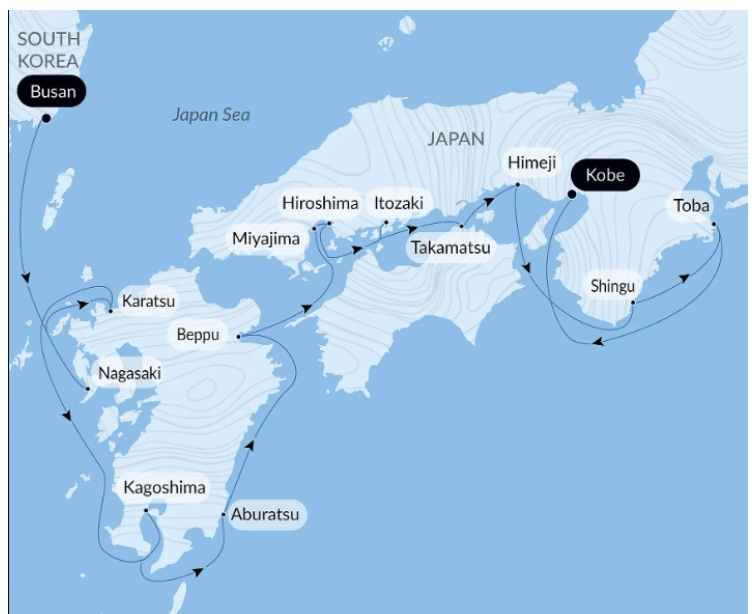 SOUTH
KOREA
Busan
Japan Sea
JAPAN
Himeji
Kobe
Hiroshima
Itozaki
Toba
Miyajima
Takamatsu
Karatsu
Shingu
Beppu
Nagasaki
Kagoshima
Aburatsu